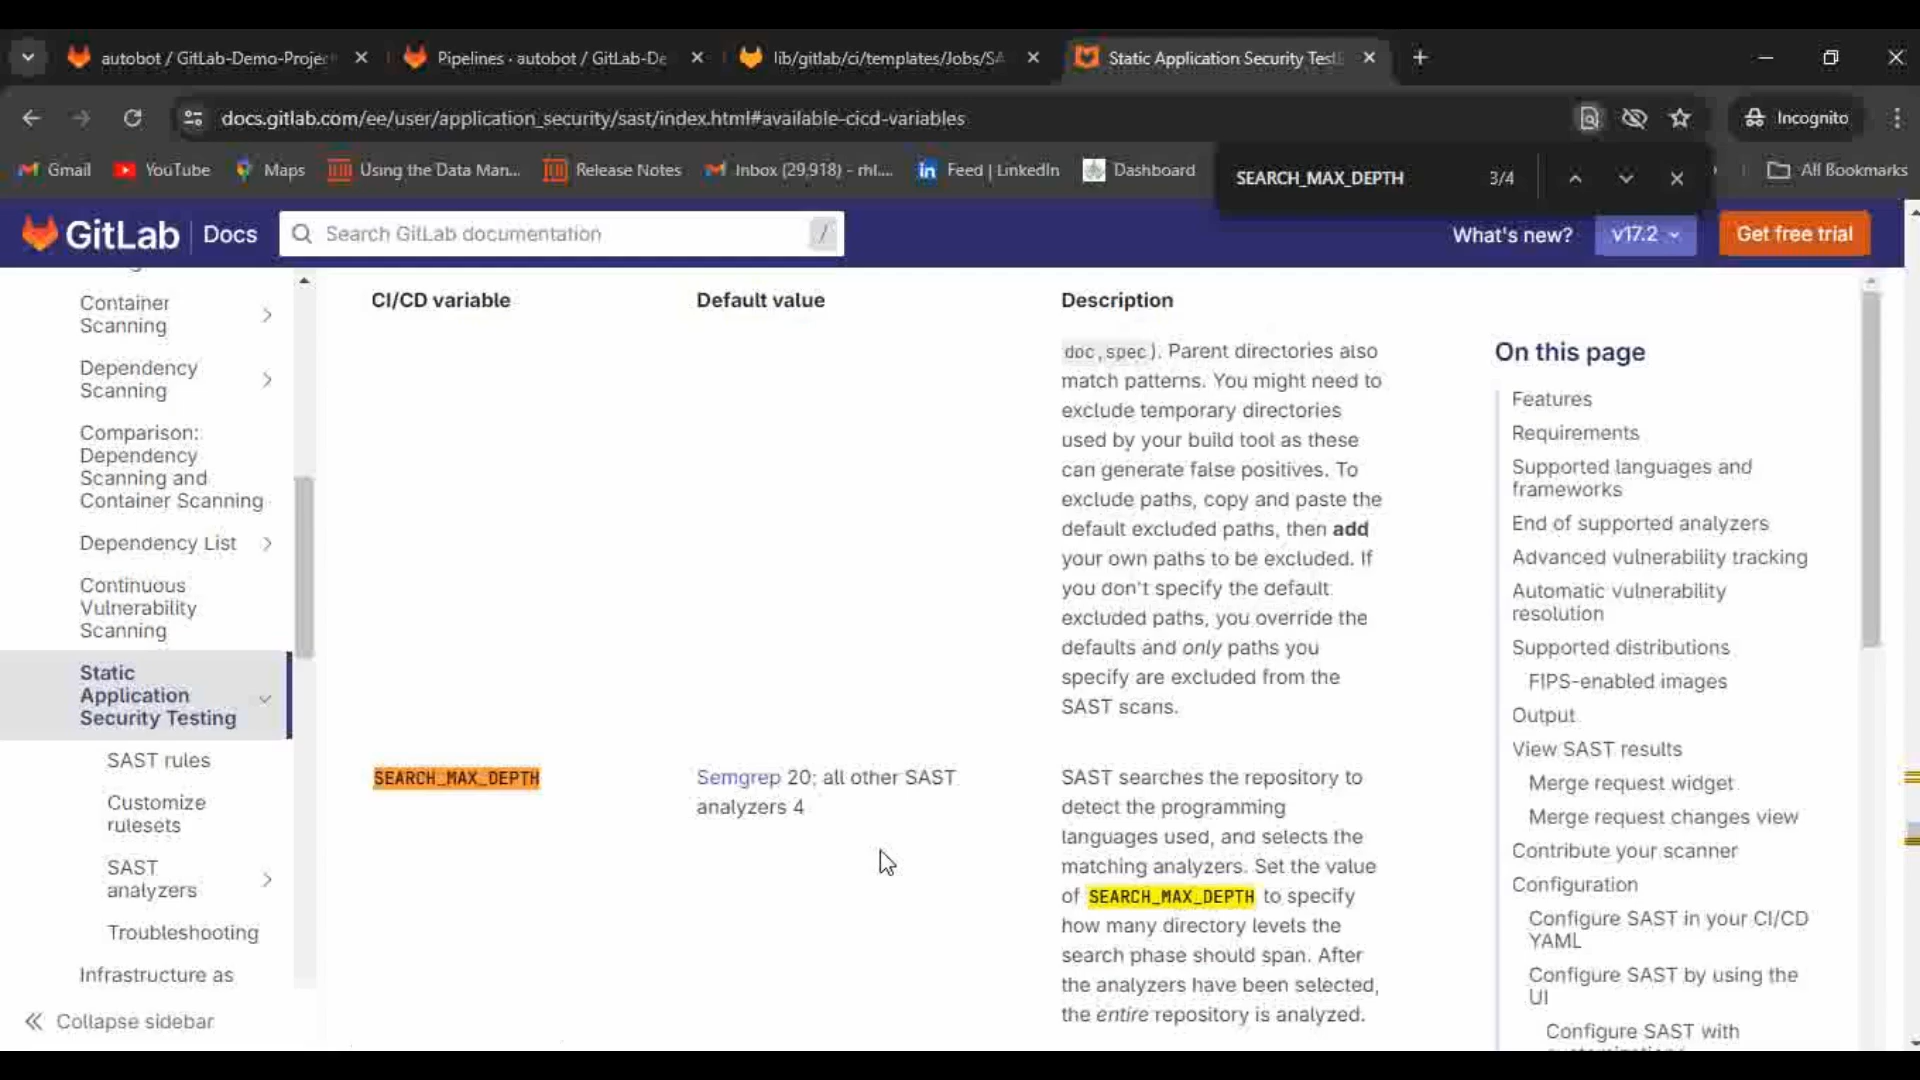 autobot / GitLab-Demo-Projec
Pipelines · autobot / GitLab-De
lib/gitlab/ci/templates/Jobs/SA
Static Application Security Test
docs.gitlab.com/ee/user/application_security/sast/index.html#available-cicd-variables
Incognito
Gmail
YouTube
Maps
Using the Data Man...
Release Notes
Inbox (29,918) - rhl....
Feed | LinkedIn
Dashboard
SEARCH_MAX_DEPTH
3/4
All Bookmarks
GitLab
Docs
Search GitLab documentation
/
What's new?
v17.2
Get free trial
Container
Scanning
Dependency
Scanning
Comparison:
Dependency
Scanning and
Container Scanning
Dependency List
Continuous
Vulnerability
Scanning
Static
Application
Security Testing
SAST rules
Customize
rulesets
SAST
analyzers
Troubleshooting
Infrastructure as
Collapse sidebar
CI/CD variable
Default value
Description
doc,spec). Parent directories also
match patterns. You might need to
exclude temporary directories
used by your build tool as these
can generate false positives. To
exclude paths, copy and paste the
default excluded paths, then add
your own paths to be excluded. If
you don't specify the default
excluded paths, you override the
defaults and only paths you
specify are excluded from the
SAST scans.
SEARCH_MAX_DEPTH
Semgrep 20; all other SAST
analyzers 4
SAST searches the repository to
detect the programming
languages used, and selects the
matching analyzers. Set the value
of SEARCH_MAX_DEPTH to specify
how many directory levels the
search phase should span. After
the analyzers have been selected,
the entire repository is analyzed.
On this page
Features
Requirements
Supported languages and
frameworks
End of supported analyzers
Advanced vulnerability tracking
Automatic vulnerability
resolution
Supported distributions
FIPS-enabled images
Output
View SAST results
Merge request widget
Merge request changes view
Contribute your scanner
Configuration
Configure SAST in your CI/CD
YAML
Configure SAST by using the
UI
Configure SAST with